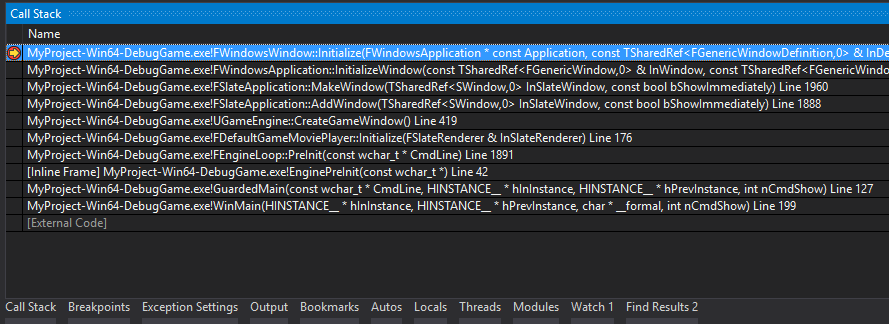 Call Stack
Name
MyProject-Win64-DebugGame.exe!FWindowsWindow::Initialize(FWindowsApplication * const Application, const TSharedRef<FGenericWindowDefinition,0> & InDe
MyProject-Win64-DebugGame.exe!FWindowsApplication::InitializeWindow(const TSharedRef<FGenericWindow,0> & InWindow, const TSharedRef<FGenericWindowDe
MyProject-Win64-DebugGame.exe!FSlateApplication::MakeWindow(TSharedRef<SWindow,0> InSlateWindow, const bool bShowImmediately) Line 1960
MyProject-Win64-DebugGame.exe!FSlateApplication::AddWindow(TSharedRef<SWindow,0> InSlateWindow, const bool bShowImmediately) Line 1888
MyProject-Win64-DebugGame.exe!UGameEngine::CreateGameWindow() Line 419
MyProject-Win64-DebugGame.exe!FDefaultGameMoviePlayer::Initialize(FSlateRenderer & InSlateRenderer) Line 176
MyProject-Win64-DebugGame.exe!FEngineLoop::PreInit(const wchar_t * CmdLine) Line 1891
[Inline Frame] MyProject-Win64-DebugGame.exe!EnginePreInit(const wchar_t *) Line 42
MyProject-Win64-DebugGame.exe!GuardedMain(const wchar_t * CmdLine, HINSTANCE__ * hInInstance, HINSTANCE__ * hPrevInstance, int nCmdShow) Line 127
MyProject-Win64-DebugGame.exe!WinMain(HINSTANCE__ * hInInstance, HINSTANCE__ * hPrevInstance, char * __formal, int nCmdShow) Line 199
[External Code]
Call Stack Breakpoints Exception Settings Output Bookmarks Autos Locals Threads Modules Watch 1 Find Results 2